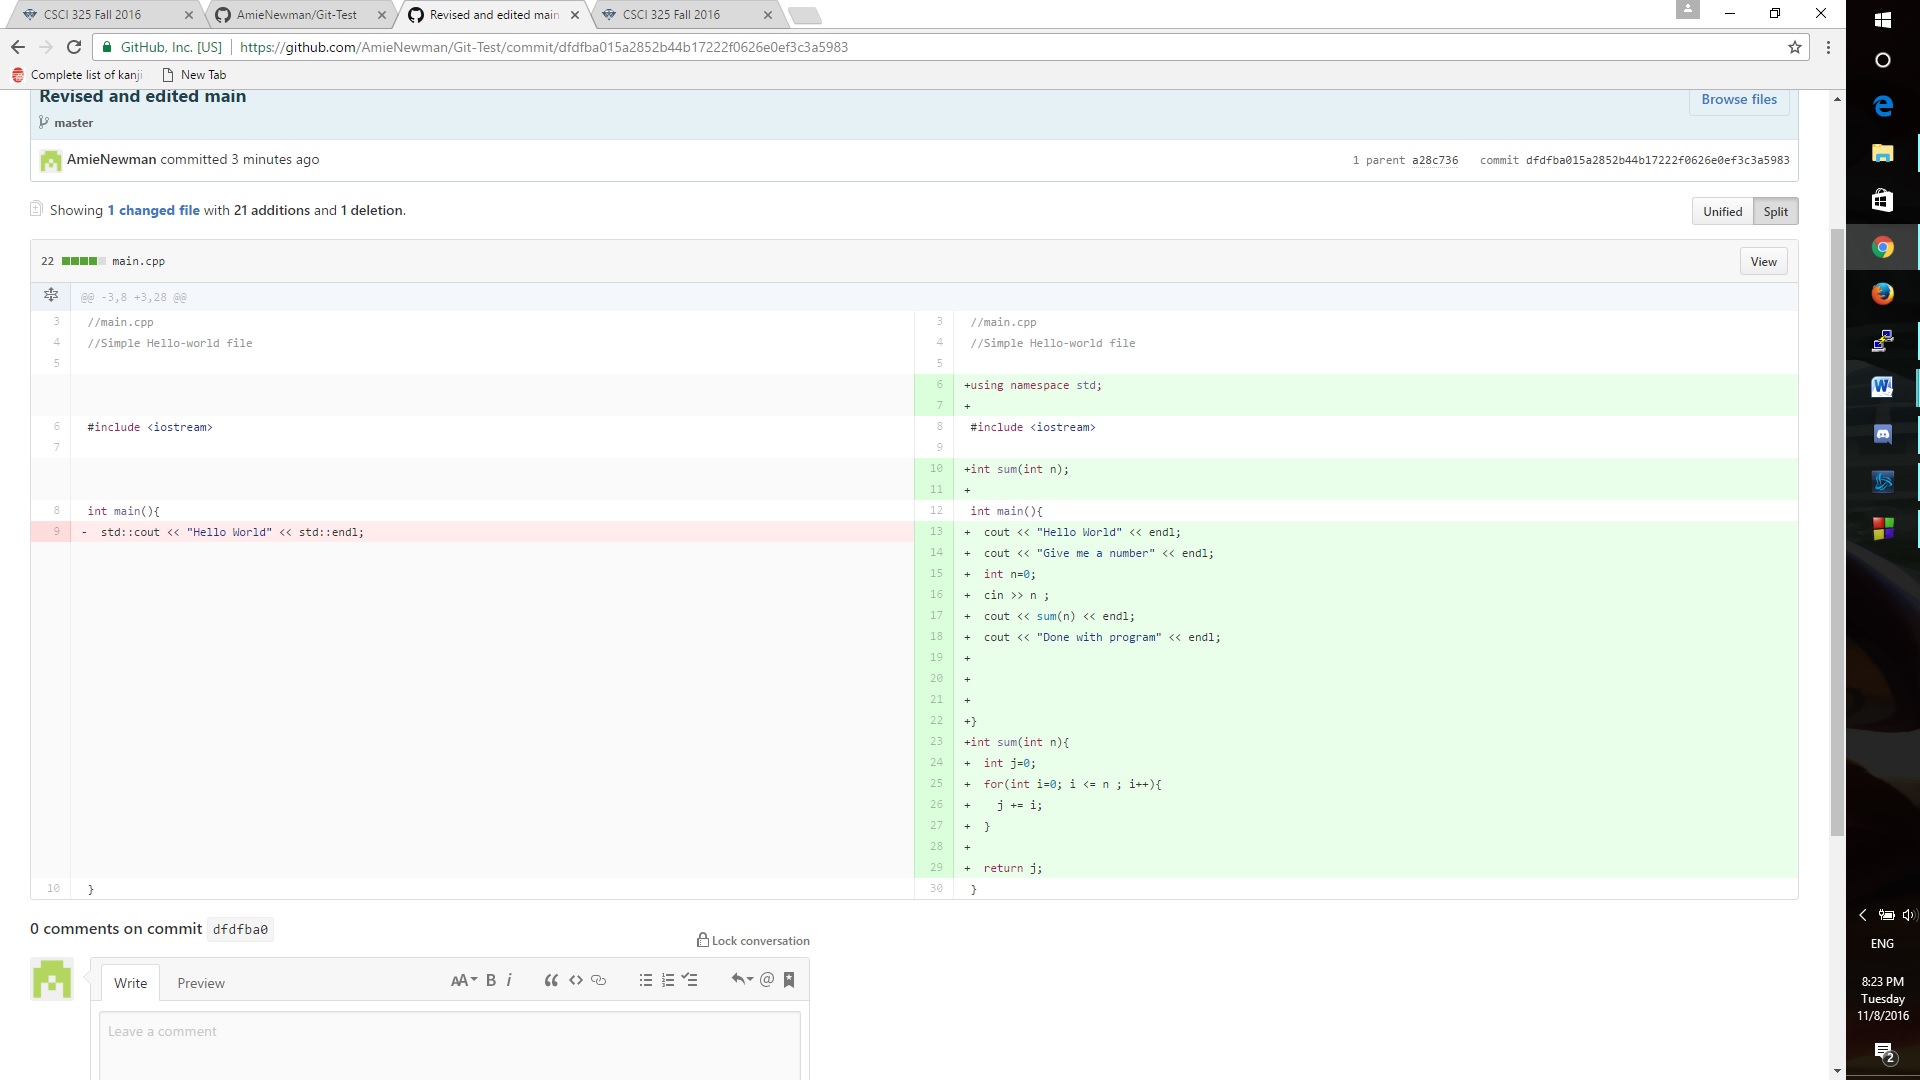 CSCI 325 Fall 2016
AmieNewman/Git-Test
Revised and edited main
CSCI 325 Fall 2016
GitHub, Inc. [US]
https://github.com/AmieNewman/Git-Test/commit/dfdfba015a2852b44b17222f0626e0ef3c3a5983
Complete list of kanji
New Tab
Revised and edited main
Browse files
master
AmieNewman committed 3 minutes ago
1 parent a28c736 commit dfdfba015a2852b44b17222f0626e0ef3c3a5983
Showing 1 changed file with 21 additions and 1 deletion.
Unified Split
22 main.cpp
View
@@ -3,8 +3,28 @@
3 //main.cpp 3 //main.cpp
4 //Simple Hello-world file 4 //Simple Hello-world file
5 5
6 +using namespace std;
7 +
6 #include <iostream> 8 #include <iostream>
7 9
10 +int sum(int n);
11 +
8 int main(){ 12 int main(){
9 - std::cout << "Hello World" << std::endl; 13 + cout << "Hello World" << endl;
14 + cout << "Give me a number" << endl;
15 + int n=0;
16 + cin >> n ;
17 + cout << sum(n) << endl;
18 + cout << "Done with program" << endl;
19 +
20 +
21 +
22 +}
23 +int sum(int n){
24 + int j=0;
25 + for(int i=0; i <= n ; i++){
26 + j += i;
27 + }
28 +
29 + return j;
10 } 30 }
0 comments on commit dfdfba0
Lock conversation
Write
Preview
AA B i
Leave a comment
ENG
8:23 PM
Tuesday
11/8/2016
2